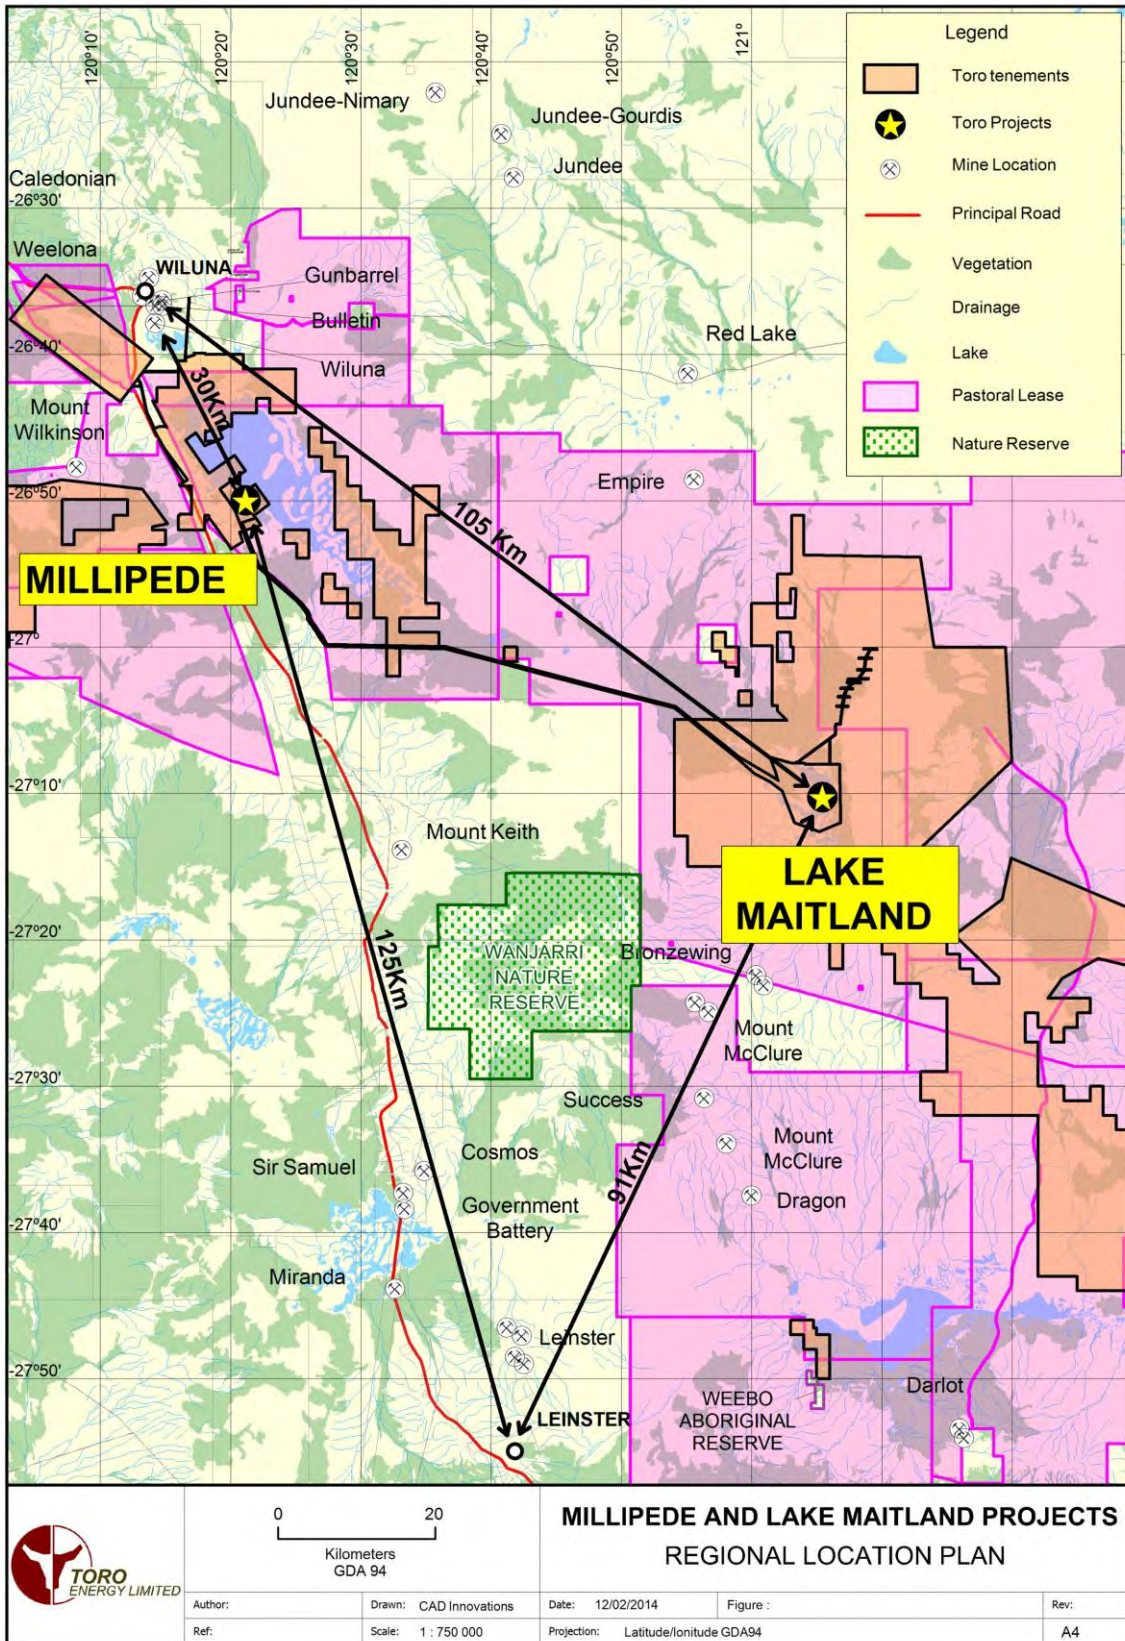 120°10'
120°20'
120°30'
120°40'
120°50'
121°
Legend
Toro tenements
Toro Projects
Mine Location
Principal Road
Vegetation
Drainage
Lake
Pastoral Lease
Nature Reserve
Jundee-Nimary
Jundee-Gourdis
Jundee
Caledonian
-26°30'
Weelona
WILUNA
Gunbarrel
Bulletin
Wiluna
Red Lake
-26°40'
30Km
Mount
Wilkinson
Empire
-26°50'
105 Km
MILLIPEDE
-27°
-27°10'
Mount Keith
LAKE
MAITLAND
-27°20'
125Km
WANJARRI
NATURE
RESERVE
Bronzewing
Mount
McClure
-27°30'
Success
Cosmos
Sir Samuel
Mount
McClure
91Km
Dragon
Government
Battery
-27°40'
Miranda
Leinster
-27°50'
Darlot
LEINSTER
WEEBO
ABORIGINAL
RESERVE
TORO
ENERGY LIMITED
0 20
Kilometers
GDA 94
MILLIPEDE AND LAKE MAITLAND PROJECTS
REGIONAL LOCATION PLAN
Author: Drawn: CAD Innovations Date: 12/02/2014 Figure : Rev:
Ref: Scale: 1 : 750 000 Projection: Latitude/lonitude GDA94 A4